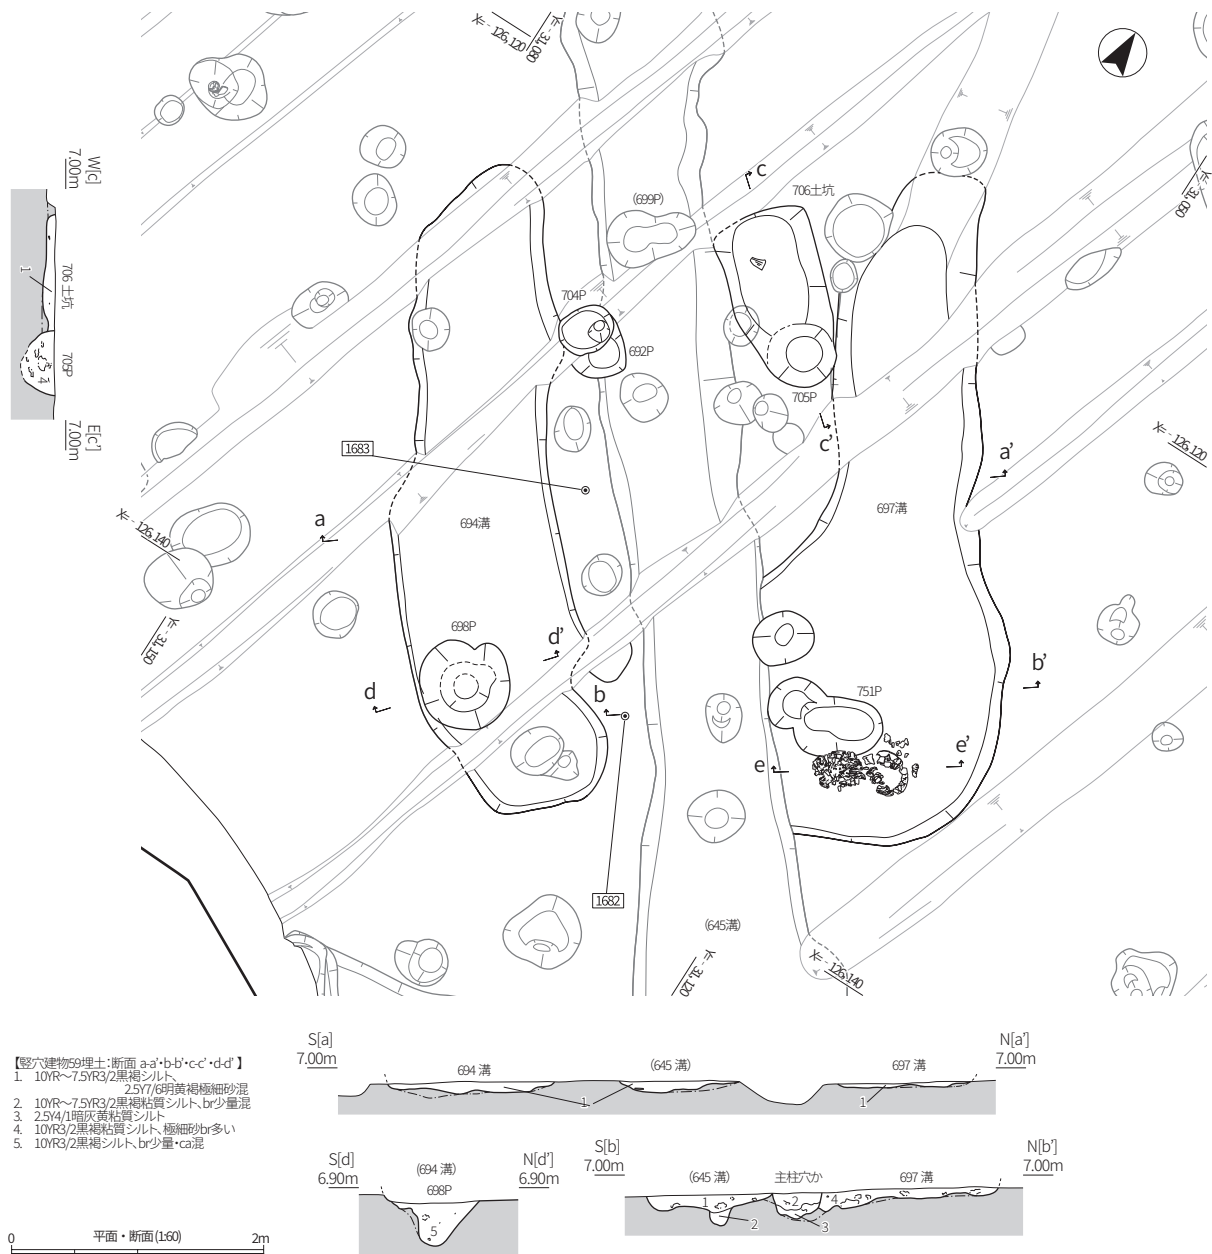 X=-126,120
Y=-31,080
c
706土坑
(699P)
Y=-31,050
W[c]
7.00m
706土坑
1
705P
4
E[c']
7.00m
704P
692P
705P
c'
a'
X=-126,120
1683
a
694溝
697溝
X=-126,140
Y=-31,150
698P
d'
d
b
b'
751P
e
e'
1682
(645溝)
Y=-31,120
X=-126,140
【竪穴建物59埋土:断面 a-a'・b-b'・c-c'・d-d'】
1. 10YR～7.5YR3/2黒褐シルト、
2.5Y7/6明黄褐極細砂混
2. 10YR～7.5YR3/2黒褐粘質シルト、br少量混
3. 2.5Y4/1暗灰黄粘質シルト
4. 10YR3/2黒褐粘質シルト、極細砂br多い
5. 10YR3/2黒褐シルト、br少量・ca混
0 平面・断面(1:60) 2m
S[a]
7.00m
694溝
(645溝)
697溝
N[a']
7.00m
1
1
S[d]
6.90m
(694溝)
698P
N[d']
6.90m
5
S[b]
7.00m
(645溝)
主柱穴か
697溝
N[b']
7.00m
1
2
4
2
3